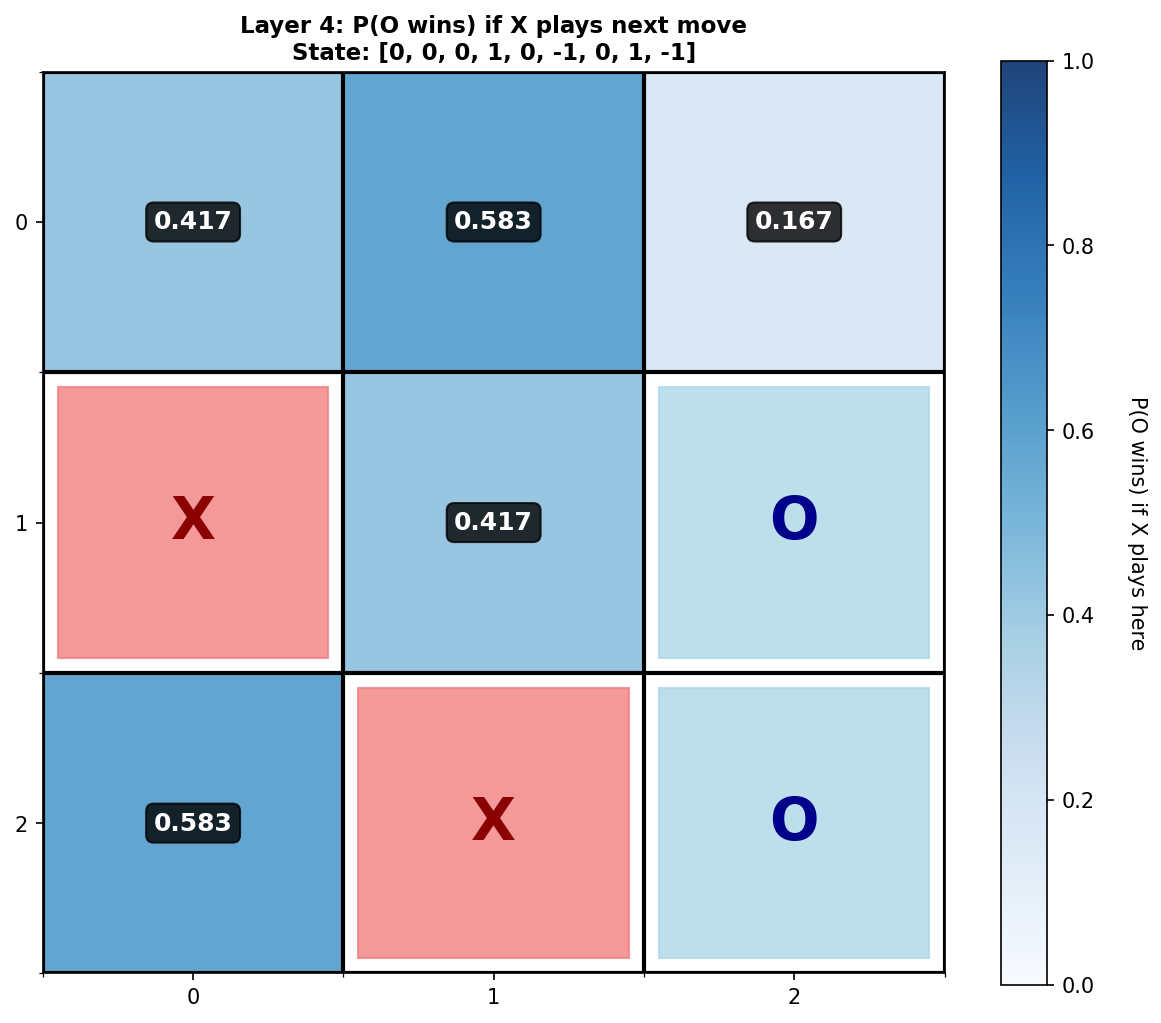 Layer 4: P(O wins) if X plays next move
State: [0, 0, 0, 1, 0, -1, 0, 1, -1]
0.417 0.583 0.167
X 0.417 O
0.583 X O
0
1
2
0 1 2
1.0
0.8
0.6
0.4
0.2
0.0
P(O wins) if X plays here